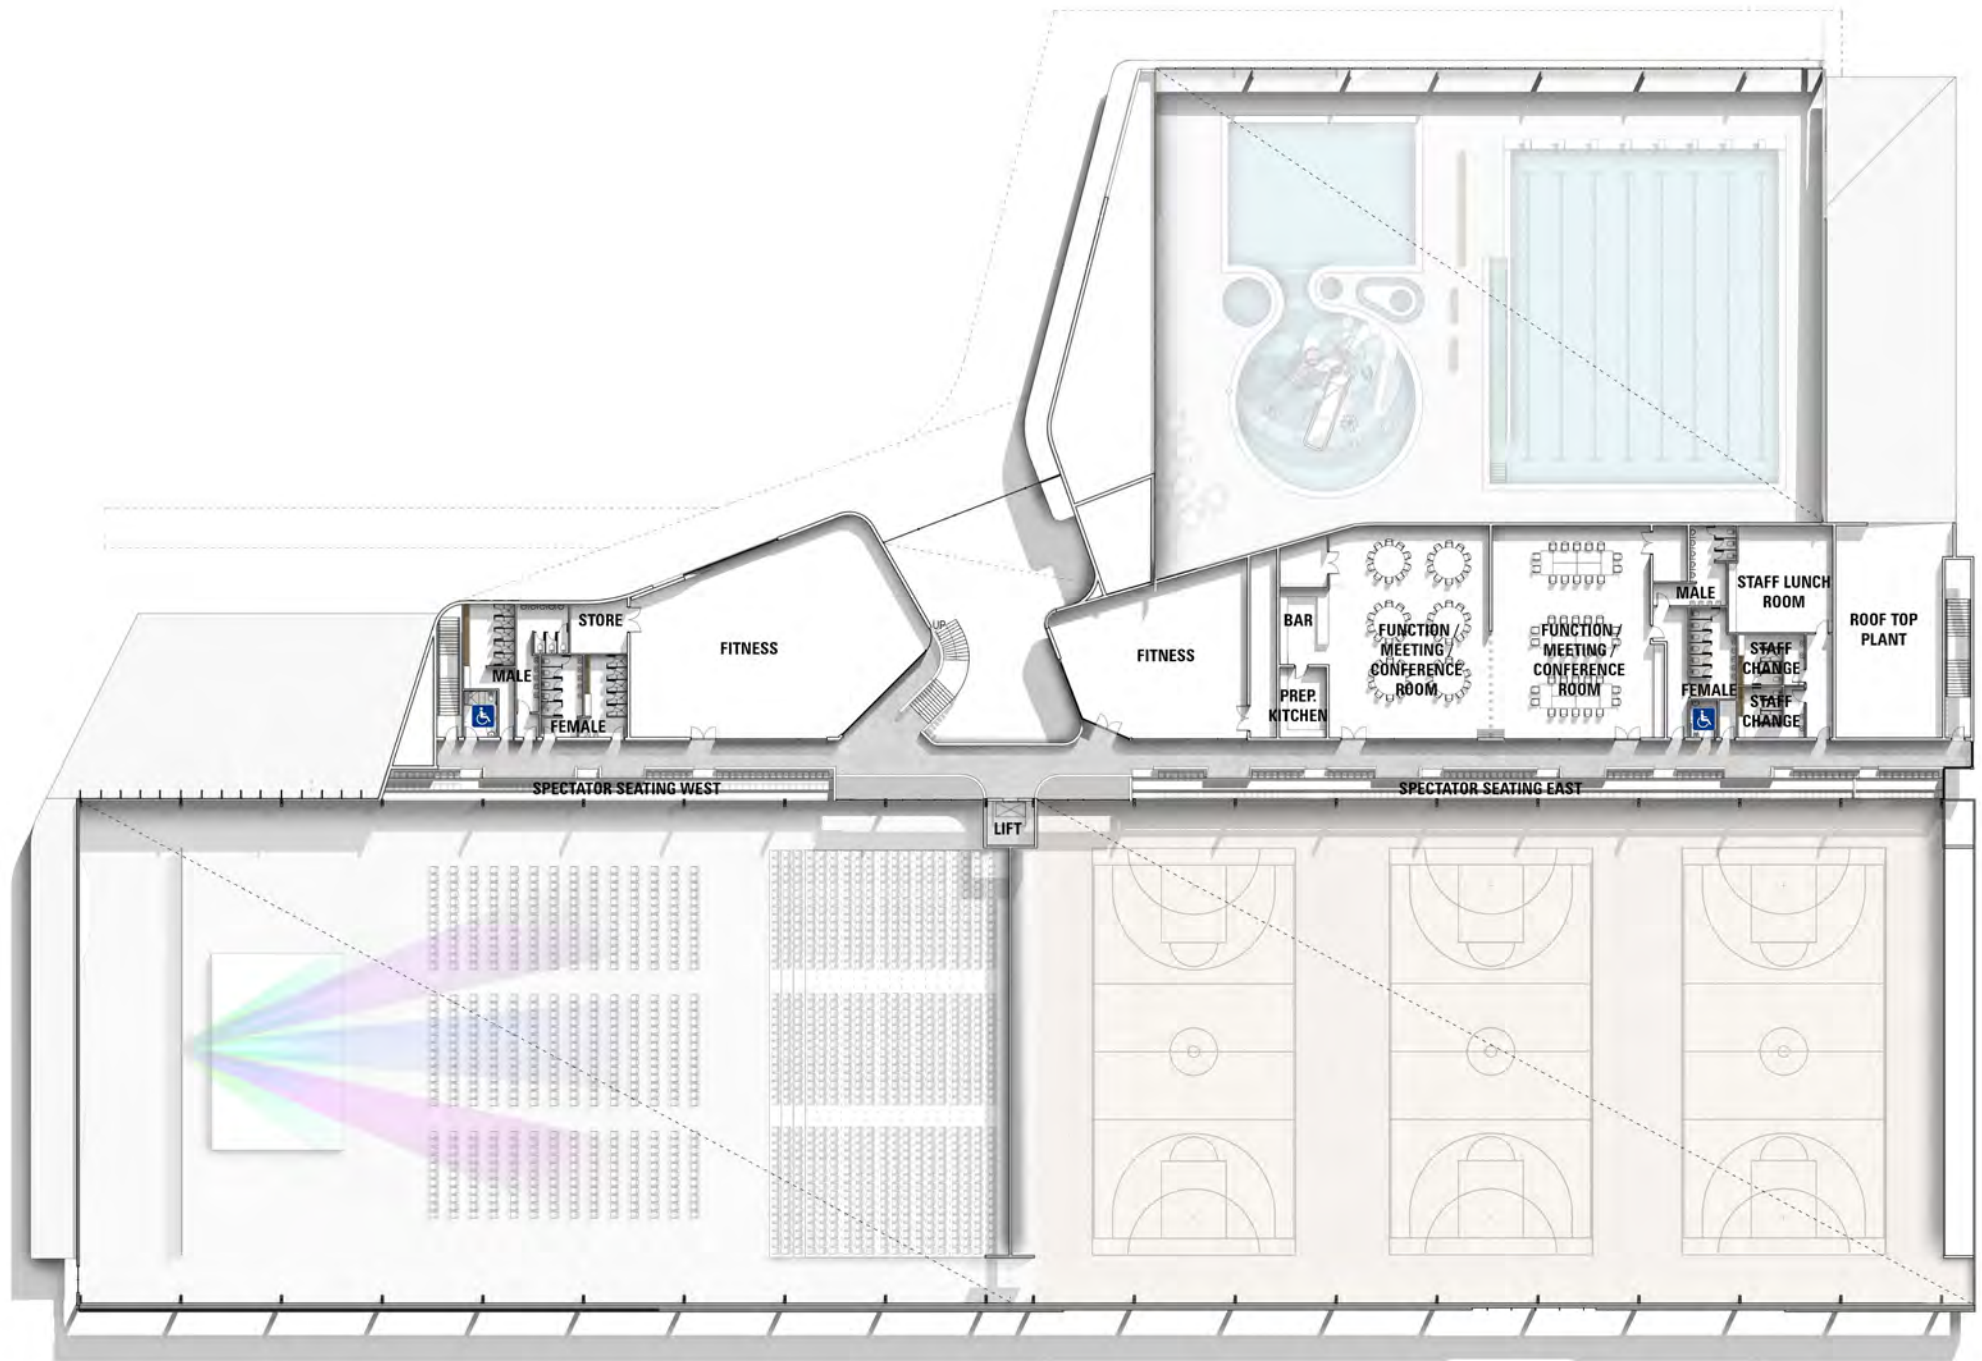 UP
STORE
FITNESS
MALE
FEMALE
FITNESS
BAR
PREP.
KITCHEN
FUNCTION /
MEETING /
CONFERENCE
ROOM
FUNCTION /
MEETING /
CONFERENCE
ROOM
MALE
FEMALE
STAFF LUNCH
ROOM
STAFF
CHANGE
STAFF
CHANGE
ROOF TOP
PLANT
SPECTATOR SEATING WEST
SPECTATOR SEATING EAST
LIFT